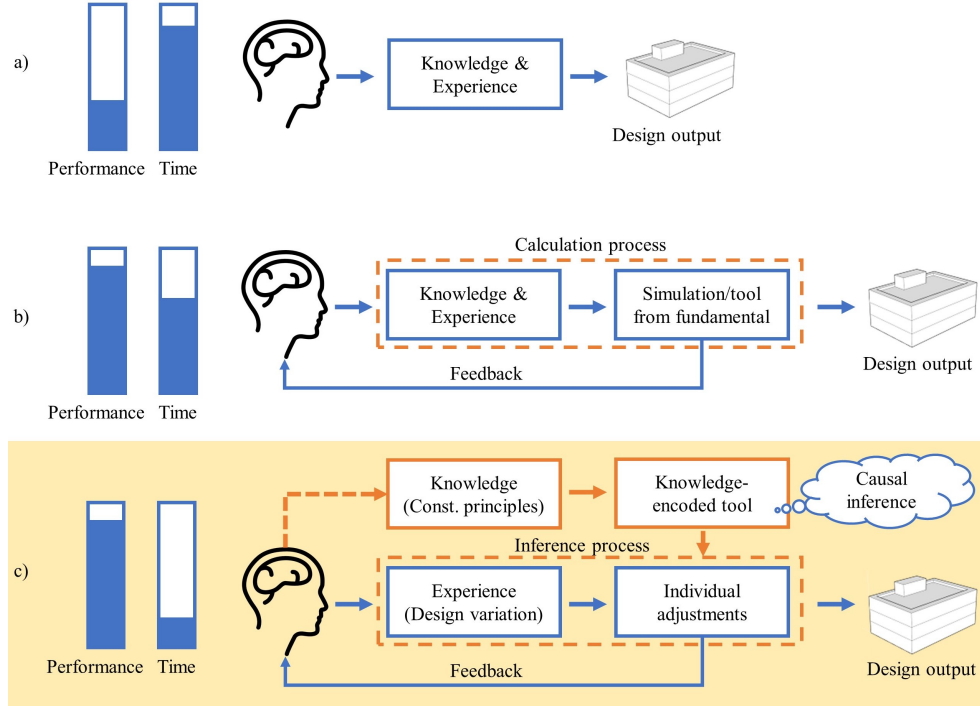 a)
Performance
Time
Knowledge &
Experience
Design output
b)
Performance
Time
Calculation process
Knowledge &
Experience
Simulation/tool
from fundamental
Feedback
Design output
c)
Performance
Time
Knowledge
(Const. principles)
Knowledge-
encoded tool
Causal
inference
Inference process
Experience
(Design variation)
Individual
adjustments
Feedback
Design output